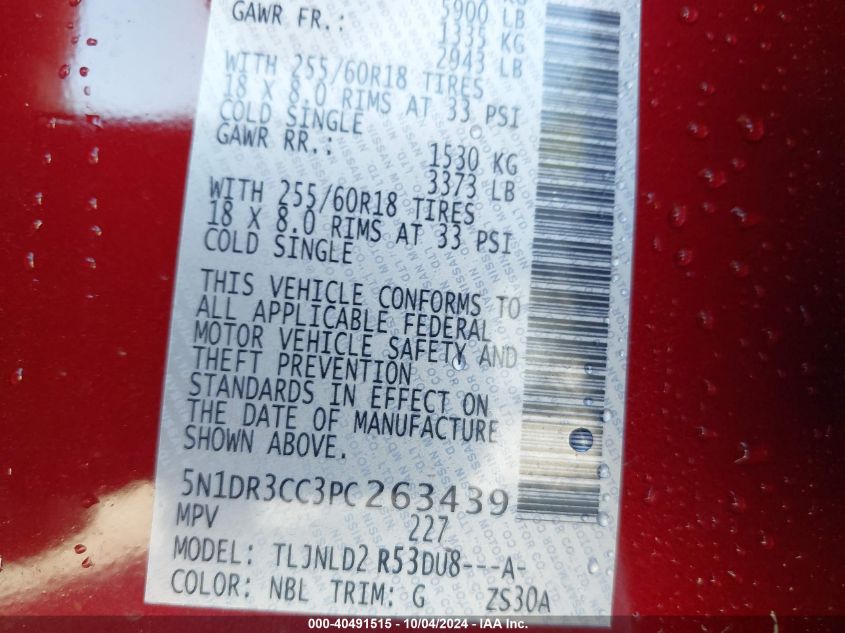 5900 LB
GAWR FR.: 1335 KG
2943 LB
WITH 255/60R18 TIRES
18 X 8.0 RIMS AT 33 PSI
COLD SINGLE
GAWR RR.: 1530 KG
3373 LB
WITH 255/60R18 TIRES
18 X 8.0 RIMS AT 33 PSI
COLD SINGLE
THIS VEHICLE CONFORMS TO
ALL APPLICABLE FEDERAL
MOTOR VEHICLE SAFETY AND
THEFT PREVENTION
STANDARDS IN EFFECT ON
THE DATE OF MANUFACTURE
SHOWN ABOVE.
5N1DR3CC3PC263439
MPV 227
MODEL: TLJNLD2 R53DU8---A-
COLOR: NBL TRIM: G ZS30A
000-40491515 - 10/04/2024 - IAA Inc.